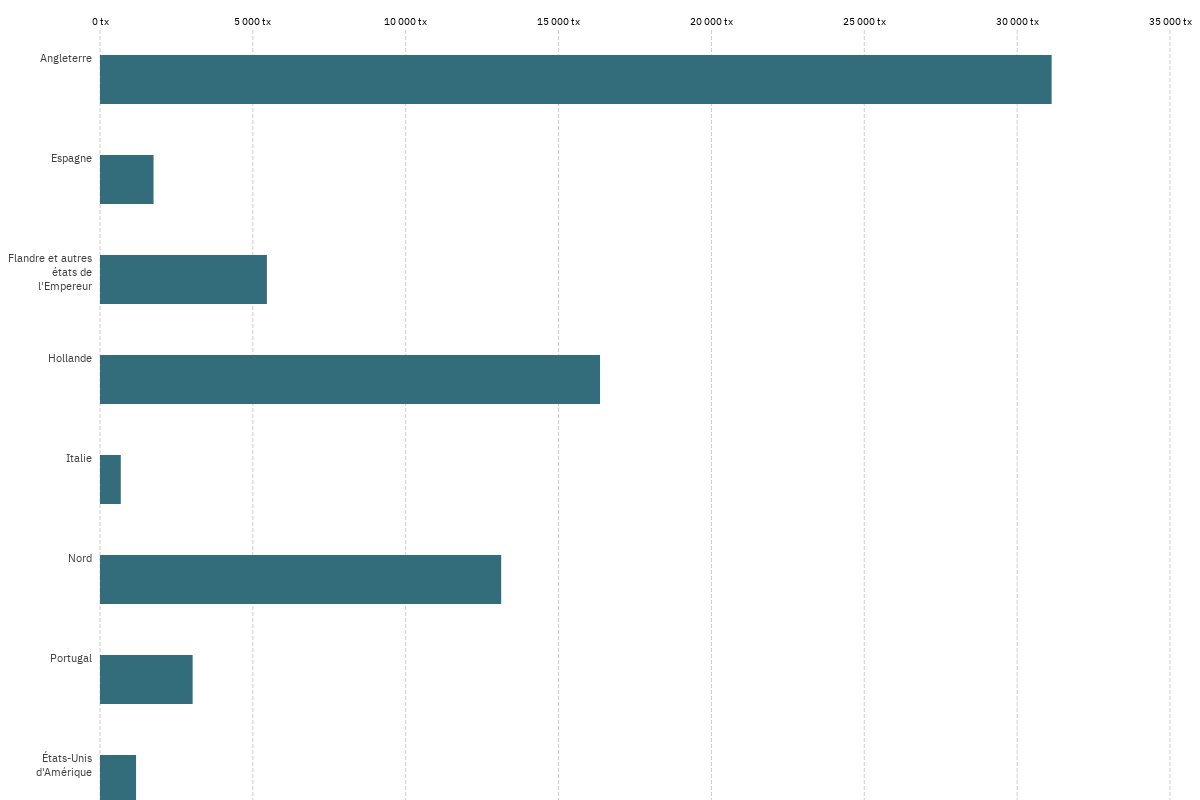 0 tx 5 000 tx 10 000 tx 15 000 tx 20 000 tx 25 000 tx 30 000 tx 35 000 tx
Angleterre
Espagne
Flandre et autres
états de
l'Empereur
Hollande
Italie
Nord
Portugal
États-Unis
d'Amérique